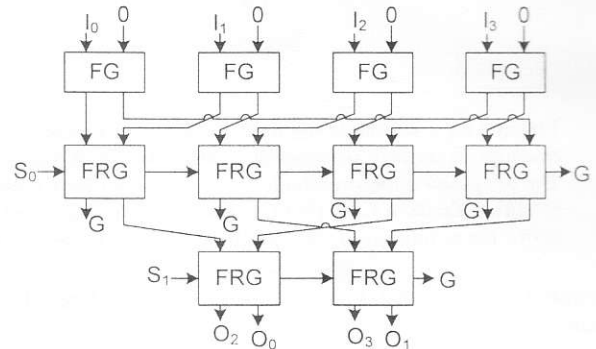 I₀ 0 I₁ 0 I₂ 0 I₃ 0
FG FG FG FG
S₀ FRG FRG FRG FRG G
G G G G
S₁ FRG FRG G
O₂ O₀ O₃ O₁